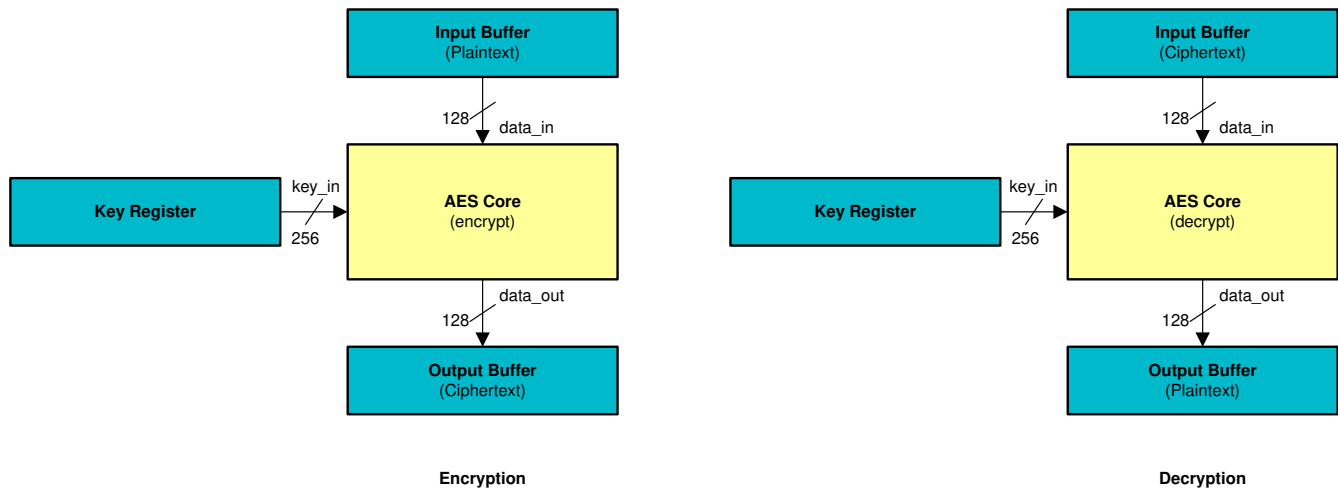 Input Buffer
(Plaintext)
128
data_in
key_in
Key Register
256
AES Core
(encrypt)
data_out
128
Output Buffer
(Ciphertext)
Encryption
Input Buffer
(Ciphertext)
128
data_in
key_in
Key Register
256
AES Core
(decrypt)
data_out
128
Output Buffer
(Plaintext)
Decryption